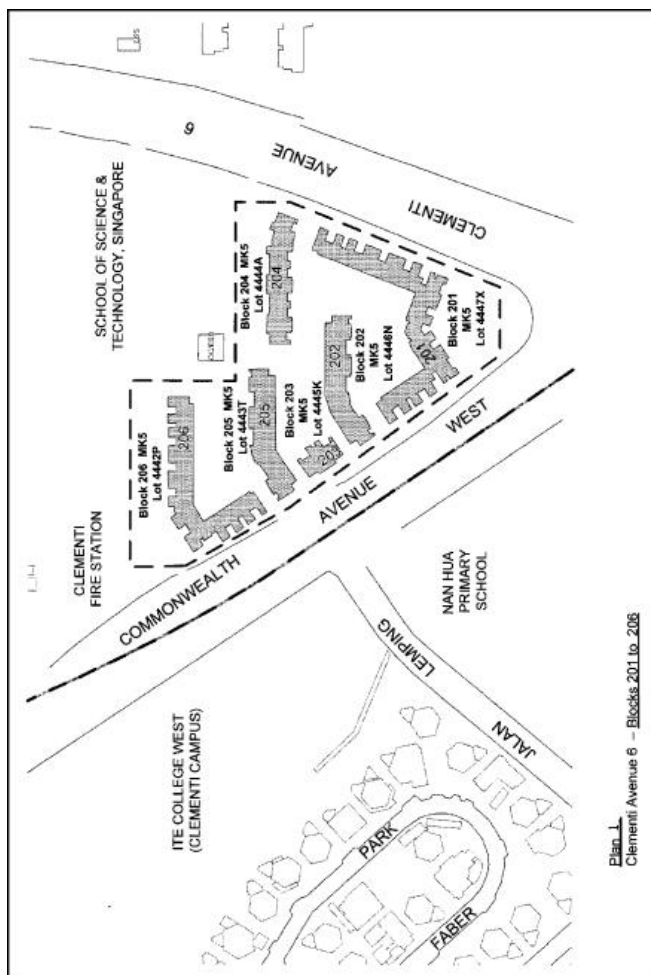 6
AVENUE
CLEMENTI
SCHOOL OF SCIENCE &
TECHNOLOGY, SINGAPORE
Block 204 MK5
Lot 4444A
204
Block 206 MK5
Lot 4442P
206
Block 205 MK5
Lot 4443T
205
Block 203
MK5
Lot 4445K
203
202
Block 202
MK5
Lot 4446N
201
Block 201
MK5
Lot 4447X
CLEMENTI
FIRE STATION
COMMONWEALTH
AVENUE
WEST
ITE COLLEGE WEST
(CLEMENTI CAMPUS)
NAN HUA
PRIMARY
SCHOOL
JALAN
LEMPING
FABER
PARK
Plan 1
Clementi Avenue 6 – Blocks 201 to 206